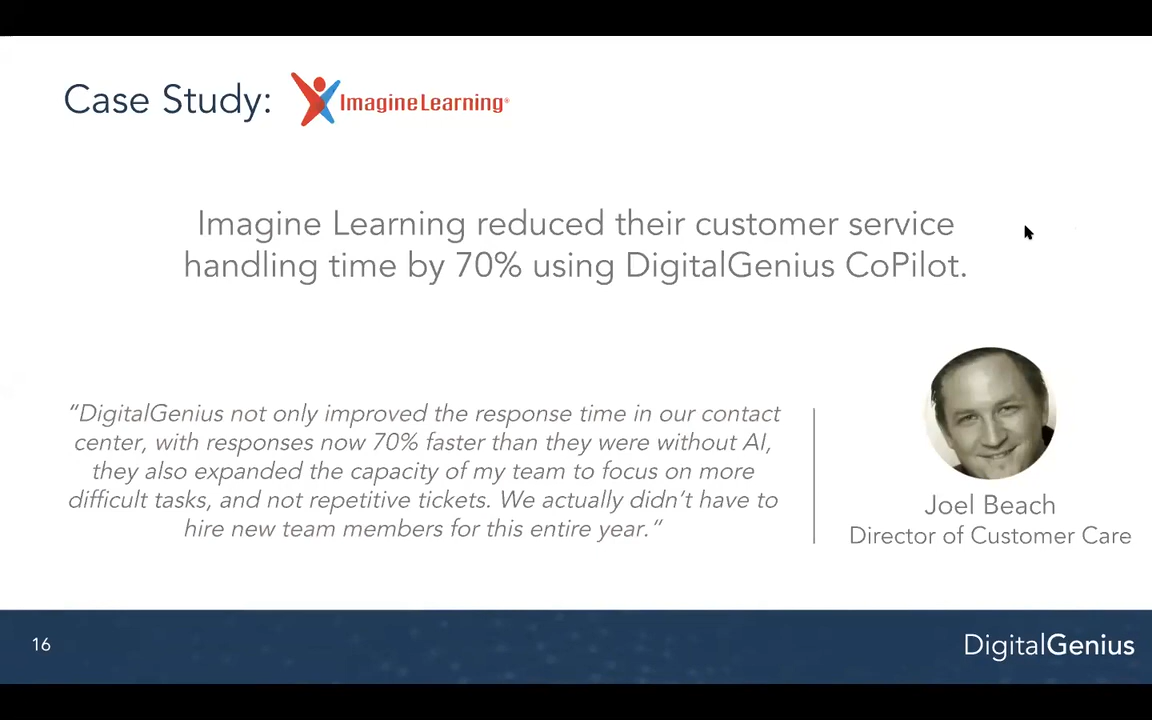 Case Study:
ImagineLearning®
Imagine Learning reduced their customer service
handling time by 70% using DigitalGenius CoPilot.
“DigitalGenius not only improved the response time in our contact
center, with responses now 70% faster than they were without AI,
they also expanded the capacity of my team to focus on more
difficult tasks, and not repetitive tickets. We actually didn’t have to
hire new team members for this entire year.“
Joel Beach
Director of Customer Care
16
DigitalGenius